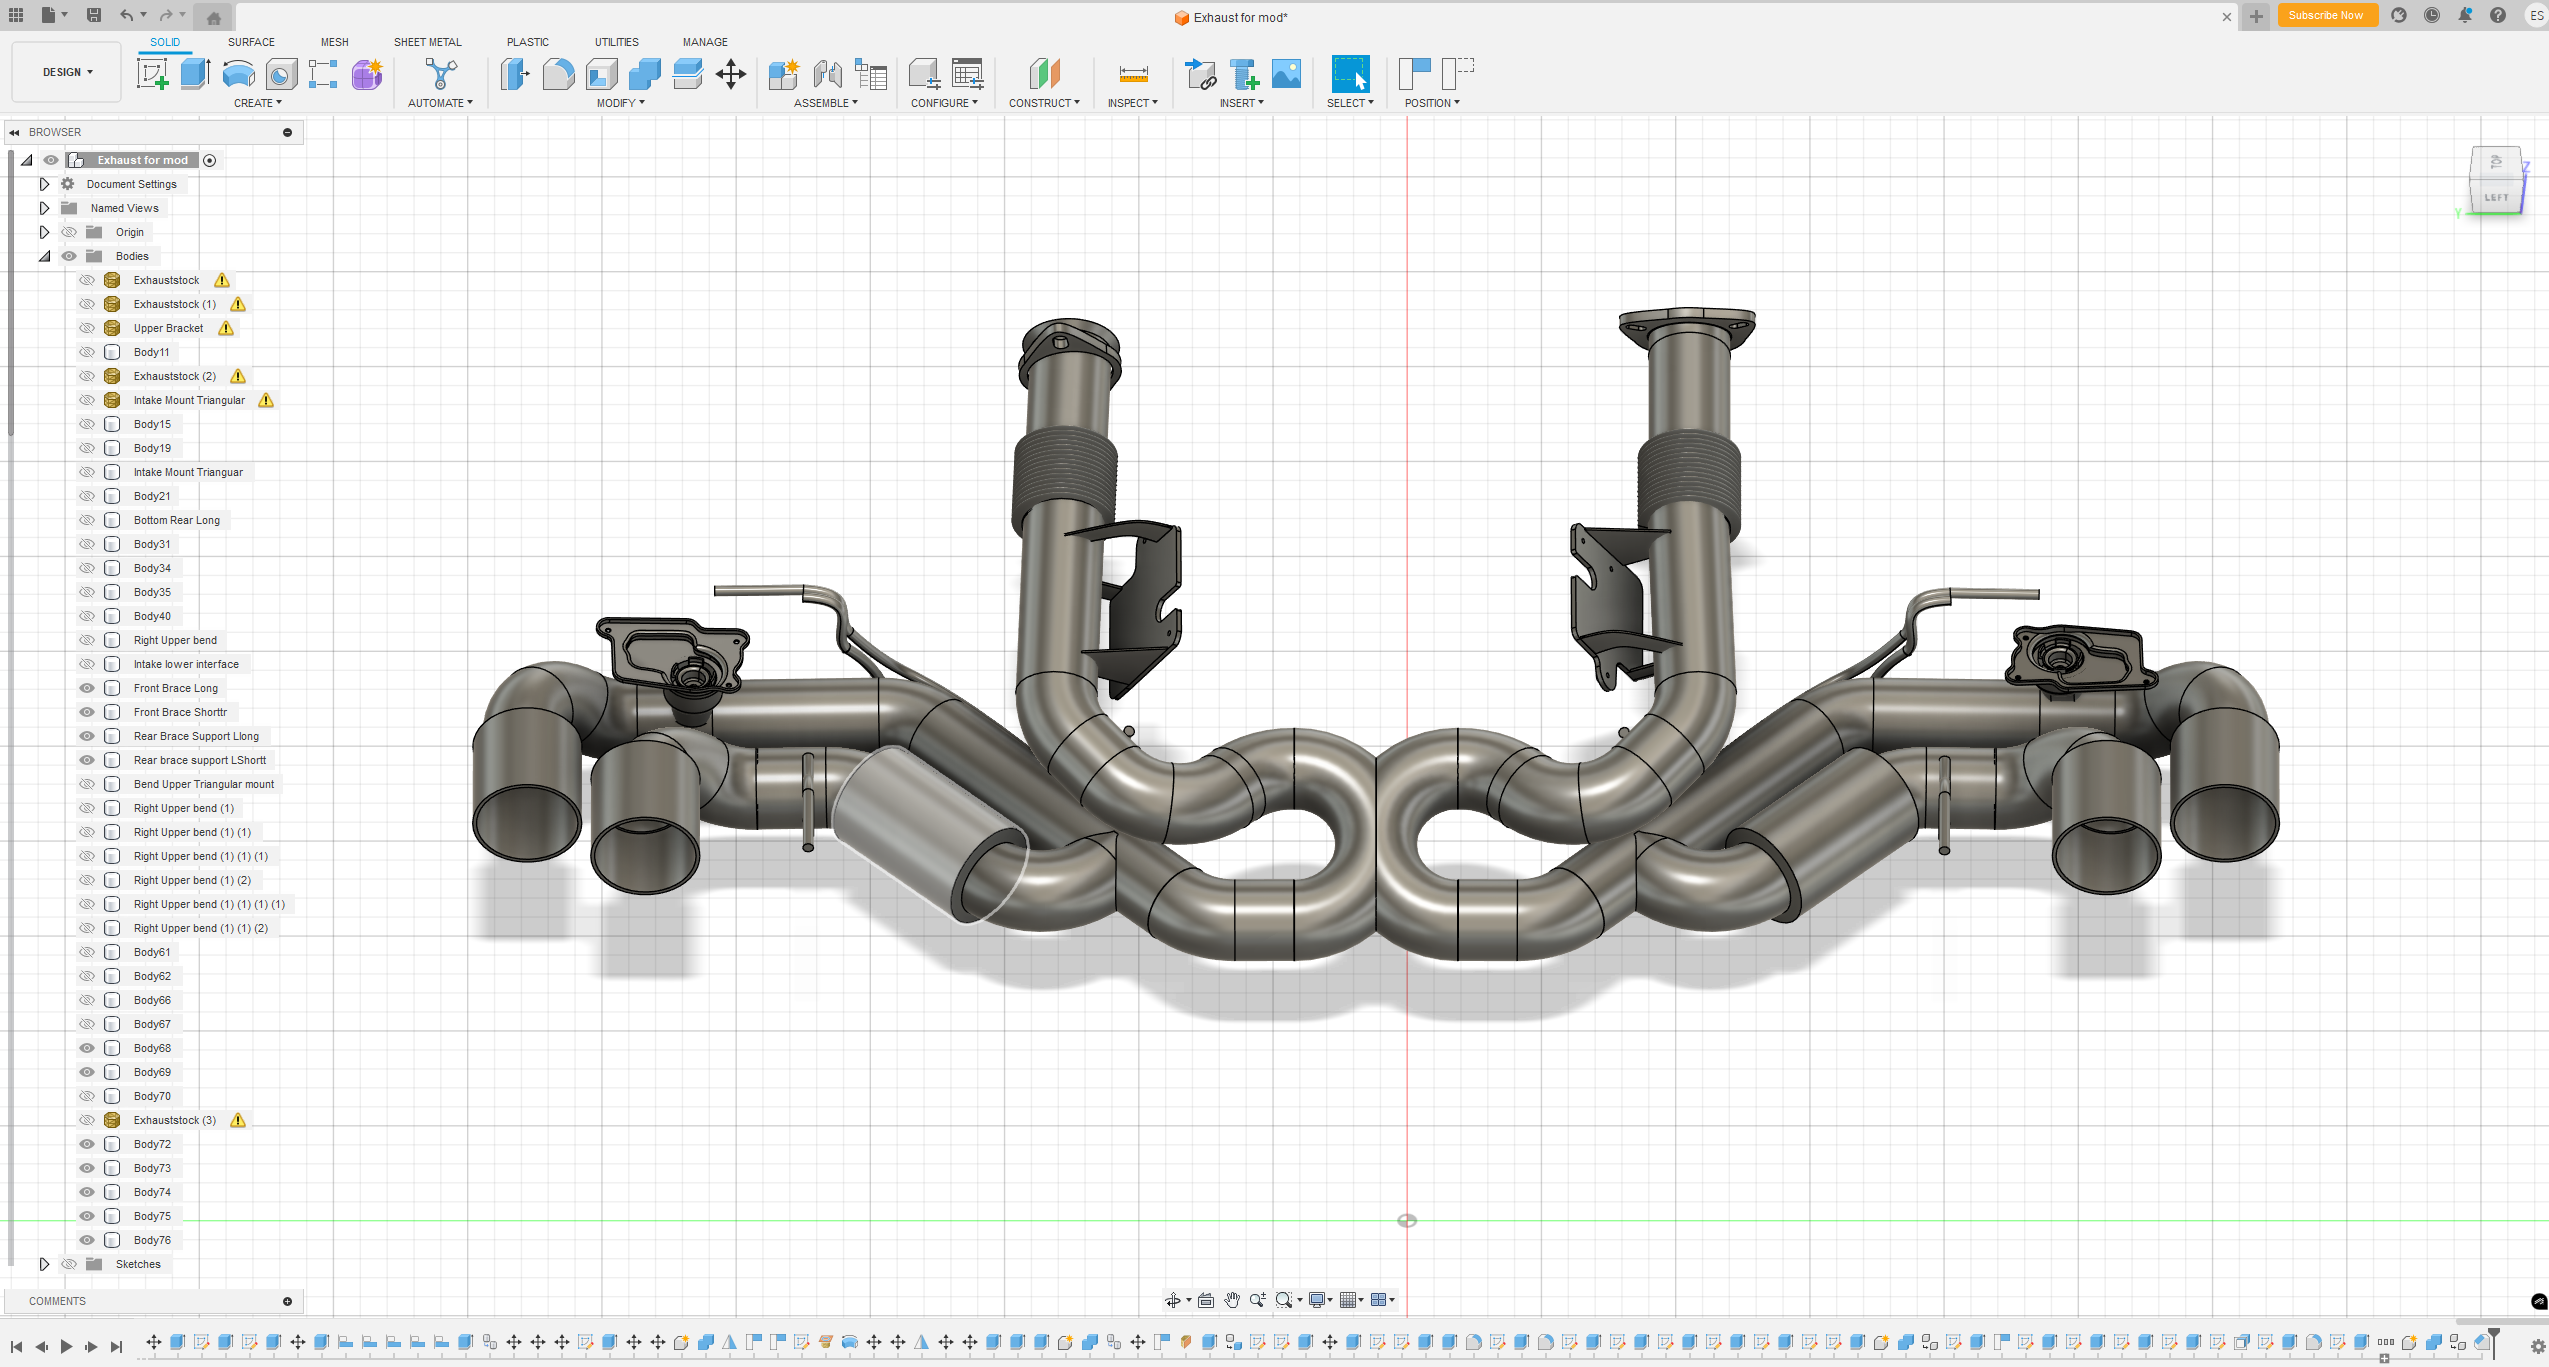 Exhaust for mod*
Subscribe Now
ES
DESIGN
SOLID
SURFACE
MESH
SHEET METAL
PLASTIC
UTILITIES
MANAGE
CREATE
AUTOMATE
MODIFY
ASSEMBLE
CONFIGURE
CONSTRUCT
INSPECT
INSERT
SELECT
POSITION
BROWSER
Exhaust for mod
Document Settings
Named Views
Origin
Bodies
Exhauststock
Exhauststock (1)
Upper Bracket
Body11
Exhauststock (2)
Intake Mount Triangular
Body15
Body19
Intake Mount Trianguar
Body21
Bottom Rear Long
Body31
Body34
Body35
Body40
Right Upper bend
Intake lower interface
Front Brace Long
Front Brace Shorttr
Rear Brace Support Llong
Rear brace support LShortt
Bend Upper Triangular mount
Right Upper bend (1)
Right Upper bend (1) (1)
Right Upper bend (1) (1) (1)
Right Upper bend (1) (2)
Right Upper bend (1) (1) (1) (1)
Right Upper bend (1) (1) (2)
Body61
Body62
Body66
Body67
Body68
Body69
Body70
Exhauststock (3)
Body72
Body73
Body74
Body75
Body76
Sketches
COMMENTS
TOP
Z
LEFT
Y